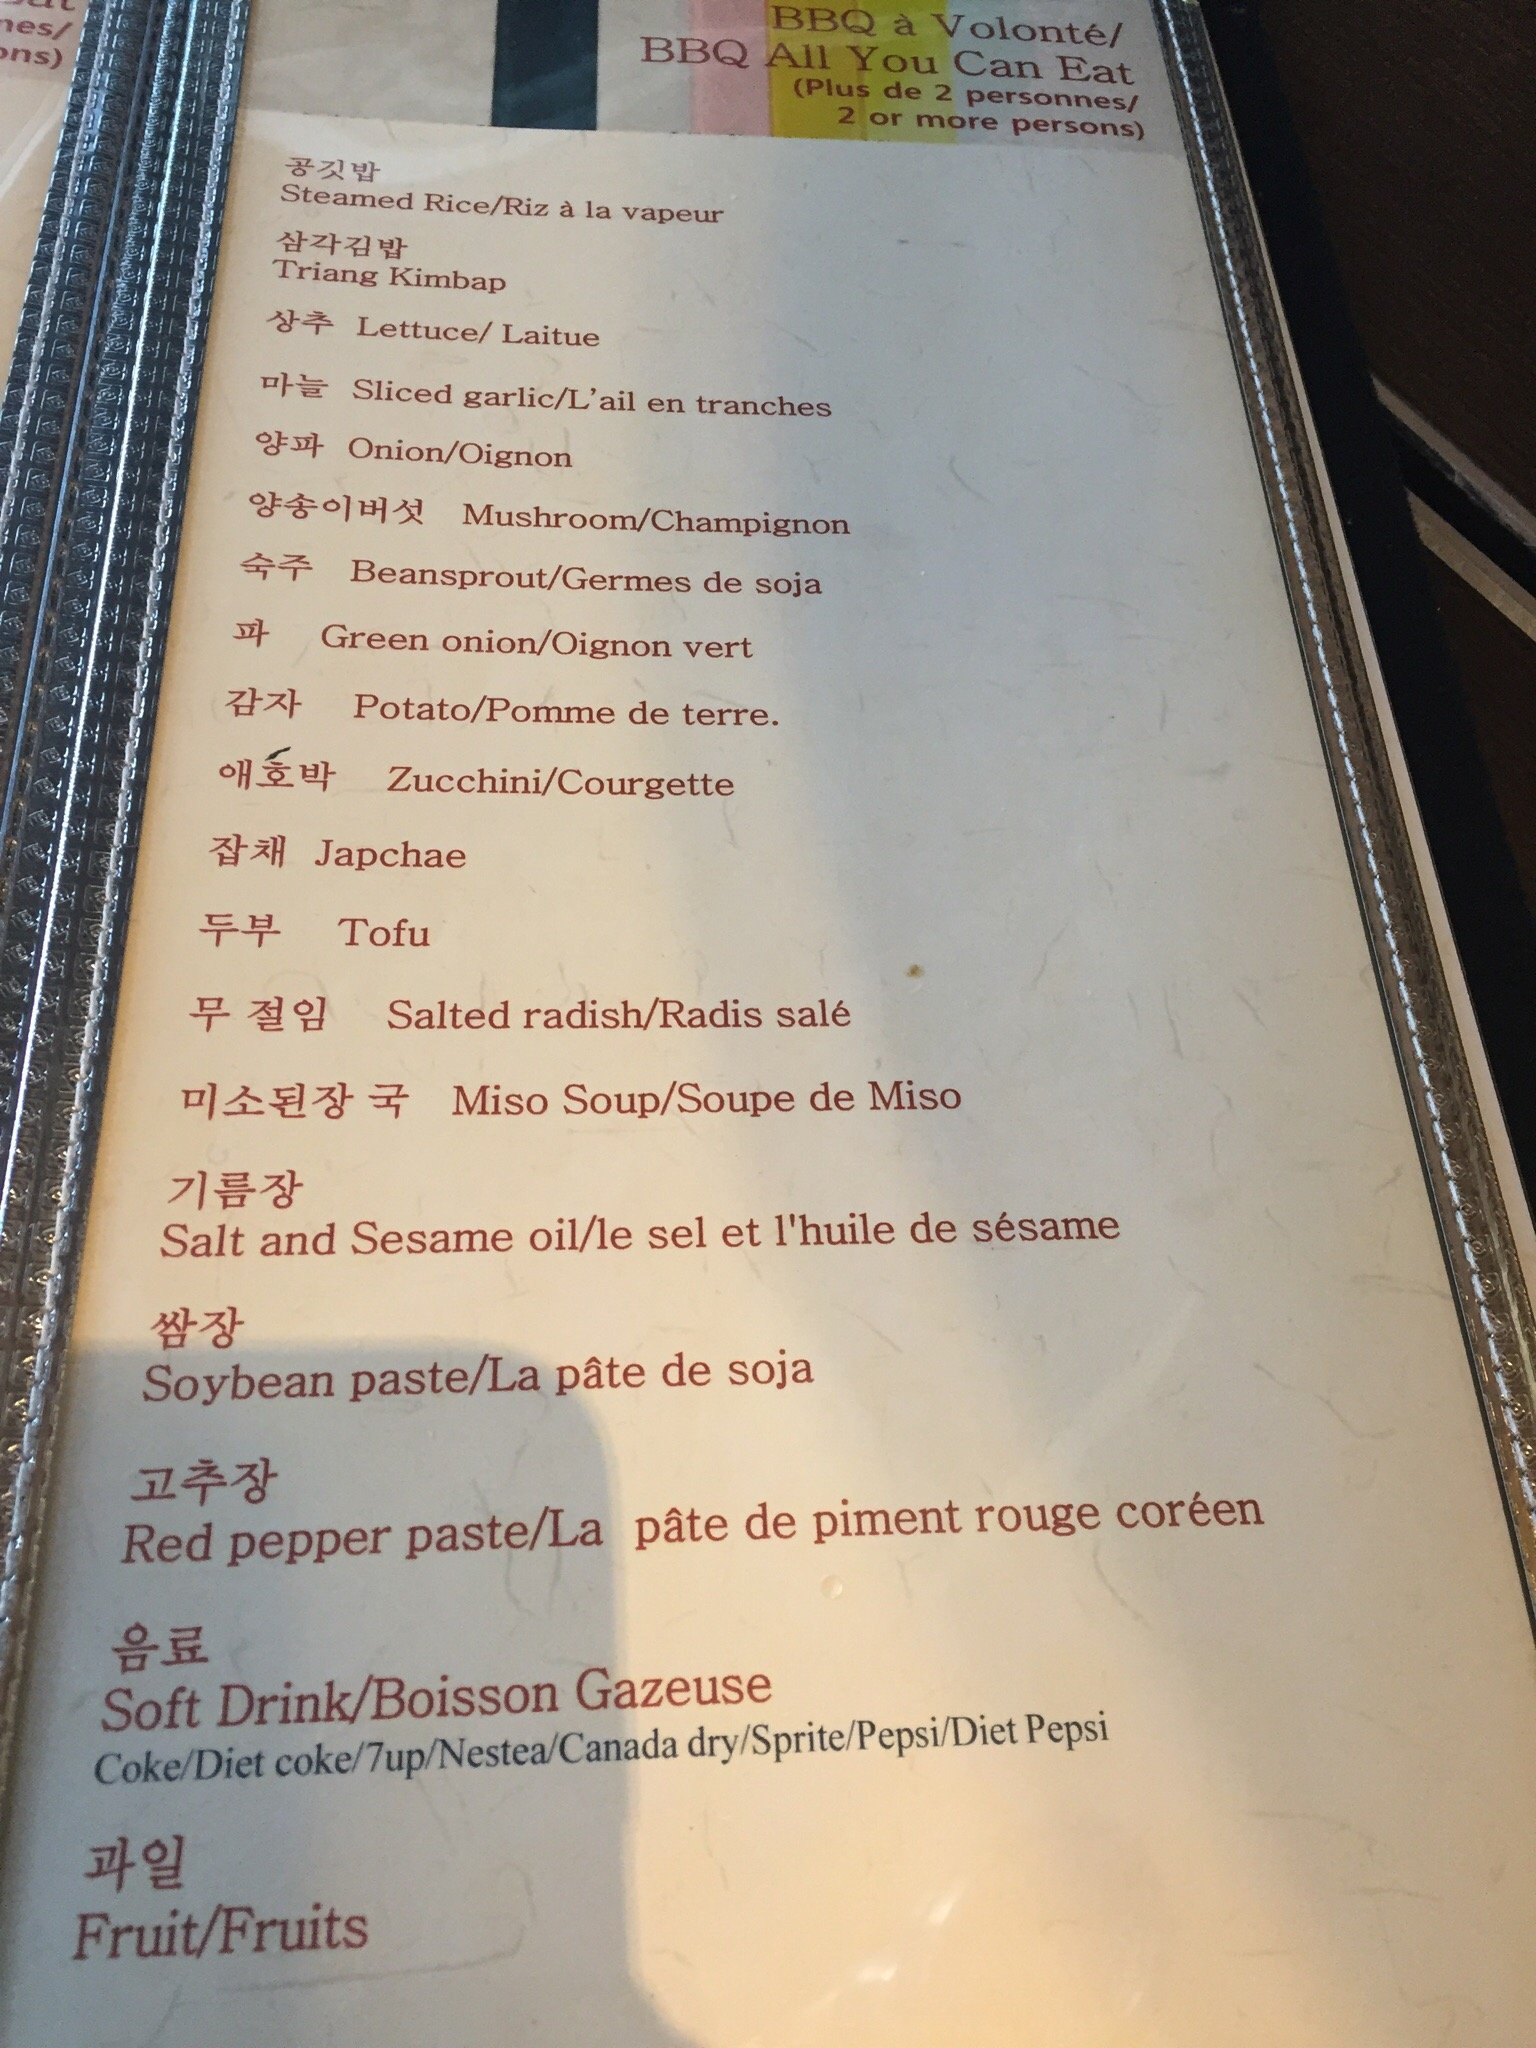 nes/
ons)
BBQ à Volonté/
BBQ All You Can Eat
(Plus de 2 personnes/
2 or more persons)
공깃밥
Steamed Rice/Riz à la vapeur
삼각김밥
Triang Kimbap
상추 Lettuce/ Laitue
마늘 Sliced garlic/L'ail en tranches
양파 Onion/Oignon
양송이버섯 Mushroom/Champignon
숙주 Beansprout/Germes de soja
파 Green onion/Oignon vert
감자 Potato/Pomme de terre.
애호박 Zucchini/Courgette
잡채 Japchae
두부 Tofu
무 절임 Salted radish/Radis salé
미소된장 국 Miso Soup/Soupe de Miso
기름장
Salt and Sesame oil/le sel et l'huile de sésame
쌈장
Soybean paste/La pâte de soja
고추장
Red pepper paste/La pâte de piment rouge coréen
음료
Soft Drink/Boisson Gazeuse
Coke/Diet coke/7up/Nestea/Canada dry/Sprite/Pepsi/Diet Pepsi
과일
Fruit/Fruits